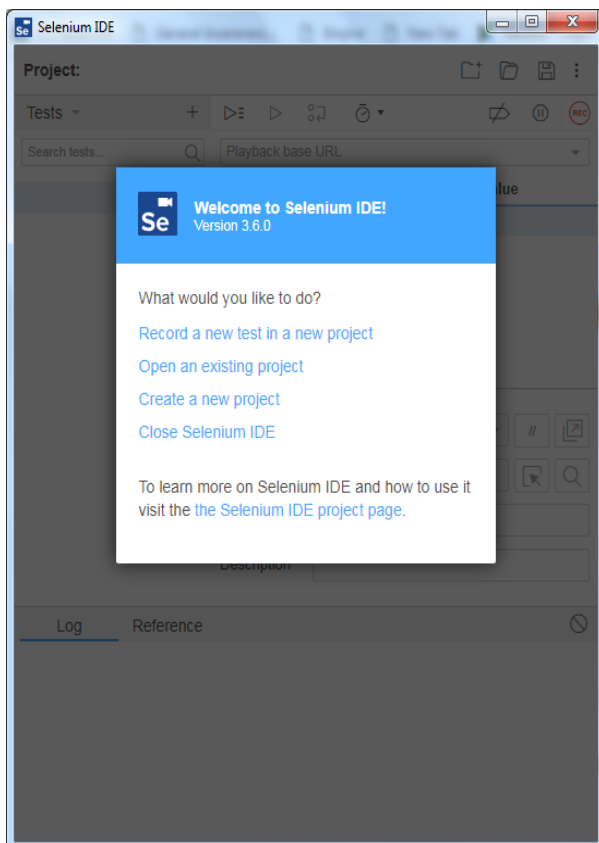 Se Selenium IDE
Project:
Tests
REC
Search tests...
Playback base URL
alue
Se
Welcome to Selenium IDE!
Version 3.6.0
What would you like to do?
Record a new test in a new project
Open an existing project
Create a new project
Close Selenium IDE
//
To learn more on Selenium IDE and how to use it
visit the the Selenium IDE project page.
Description
Log Reference